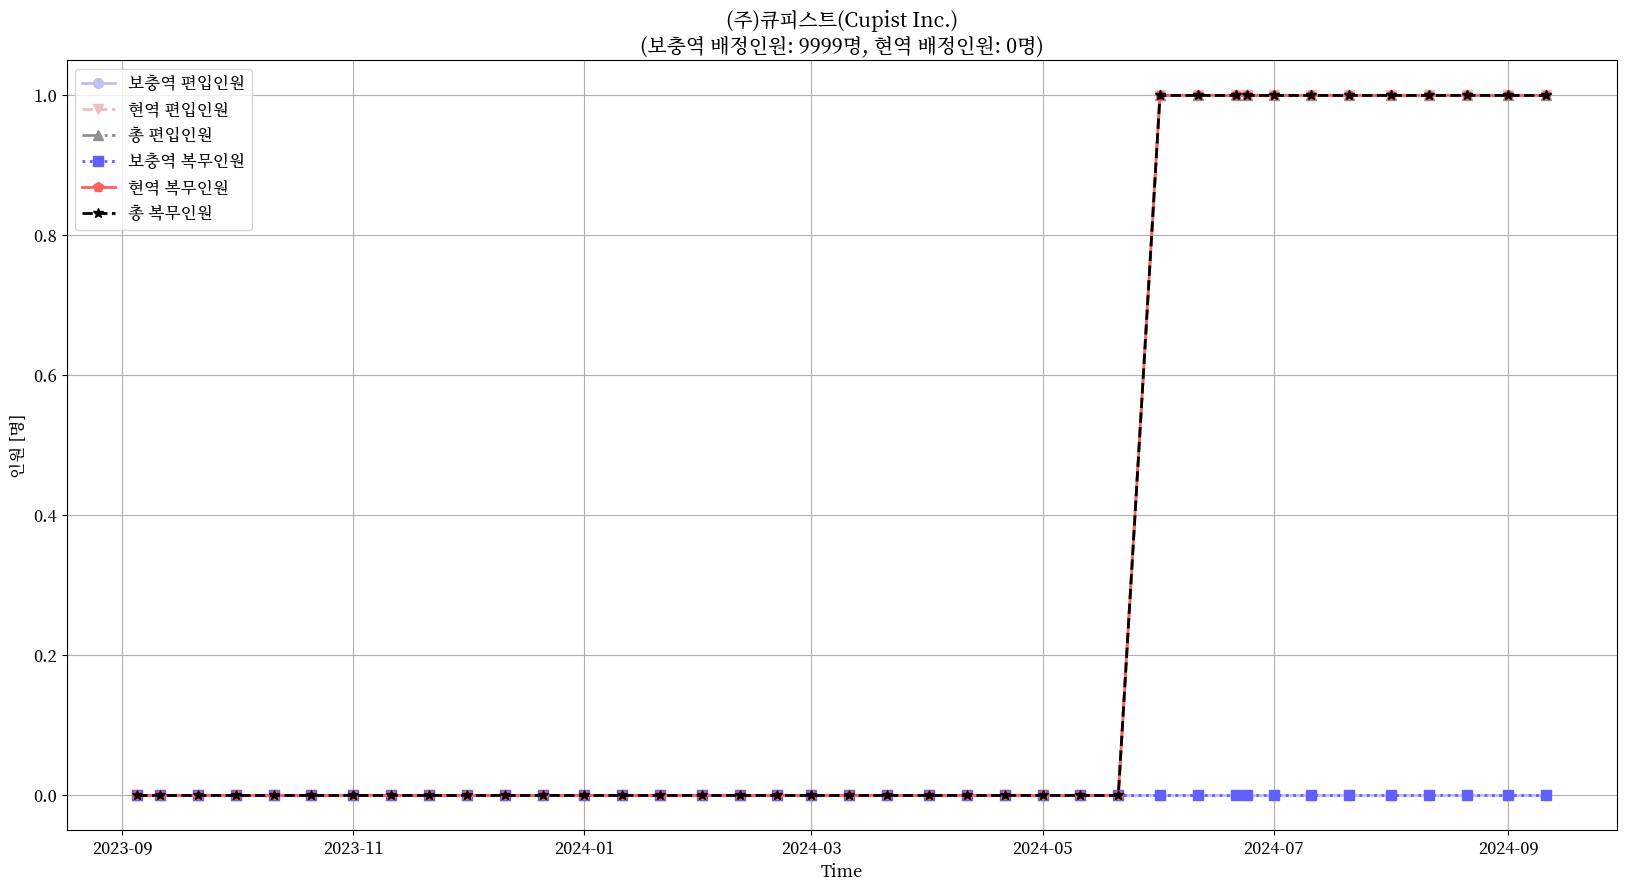 (주)큐피스트(Cupist Inc.)
(보충역 배정인원: 9999명, 현역 배정인원: 0명)
보충역 편입인원
현역 편입인원
총 편입인원
보충역 복무인원
현역 복무인원
총 복무인원
인원 [명]
1.0
0.8
0.6
0.4
0.2
0.0
2023-09
2023-11
2024-01
2024-03
2024-05
2024-07
2024-09
Time